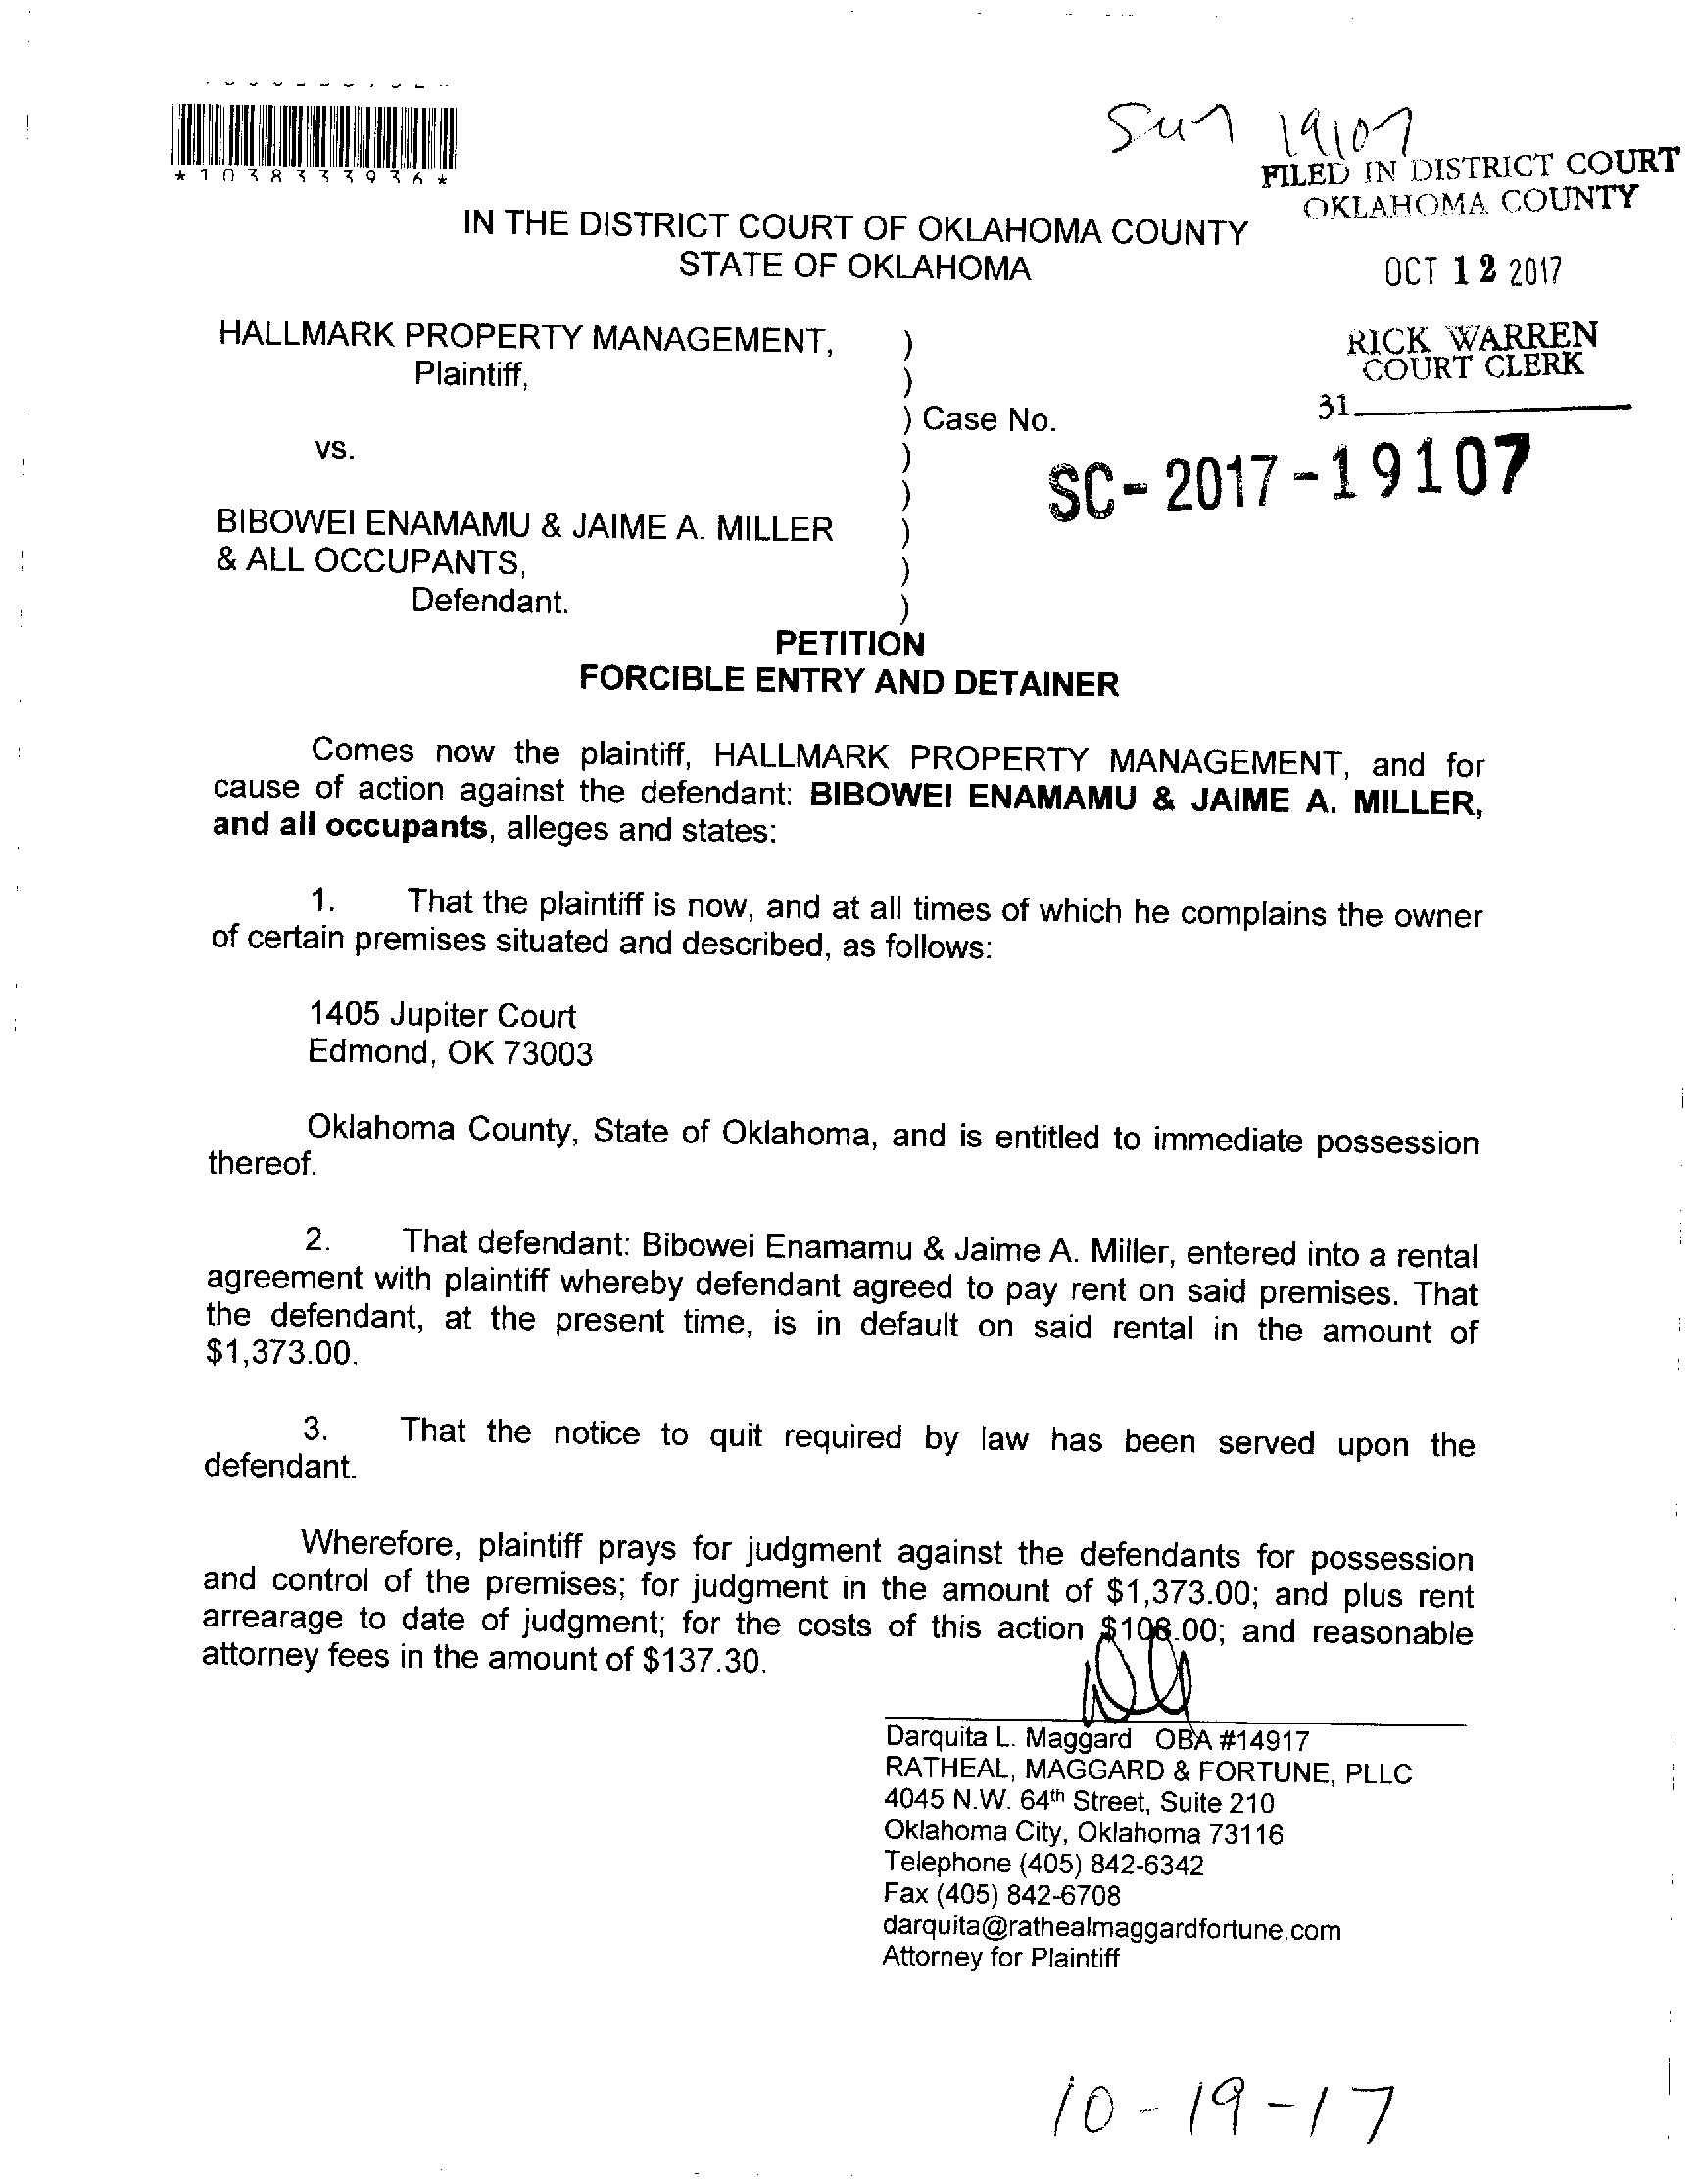 *1038333936*
19107
FILED IN DISTRICT COURT
OKLAHOMA COUNTY
IN THE DISTRICT COURT OF OKLAHOMA COUNTY
STATE OF OKLAHOMA
OCT 12 2017
HALLMARK PROPERTY MANAGEMENT, )
Plaintiff, )
RICK WARREN
COURT CLERK
31
) Case No.
vs. )
SC-2017-19107
)
BIBOWEI ENAMAMU & JAIME A. MILLER )
& ALL OCCUPANTS, )
Defendant. )
PETITION
FORCIBLE ENTRY AND DETAINER
Comes now the plaintiff, HALLMARK PROPERTY MANAGEMENT, and for
cause of action against the defendant: BIBOWEI ENAMAMU & JAIME A. MILLER,
and all occupants, alleges and states:
1. That the plaintiff is now, and at all times of which he complains the owner
of certain premises situated and described, as follows:
1405 Jupiter Court
Edmond, OK 73003
Oklahoma County, State of Oklahoma, and is entitled to immediate possession
thereof.
2. That defendant: Bibowei Enamamu & Jaime A. Miller, entered into a rental
agreement with plaintiff whereby defendant agreed to pay rent on said premises. That
the defendant, at the present time, is in default on said rental in the amount of
$1,373.00.
3. That the notice to quit required by law has been served upon the
defendant.
Wherefore, plaintiff prays for judgment against the defendants for possession
and control of the premises; for judgment in the amount of $1,373.00; and plus rent
arrearage to date of judgment; for the costs of this action $108.00; and reasonable
attorney fees in the amount of $137.30.
Darquita L. Maggard OBA #14917
RATHEAL, MAGGARD & FORTUNE, PLLC
4045 N.W. 64th Street, Suite 210
Oklahoma City, Oklahoma 73116
Telephone (405) 842-6342
Fax (405) 842-6708
darquita@rathealmaggardfortune.com
Attorney for Plaintiff
10-19-17